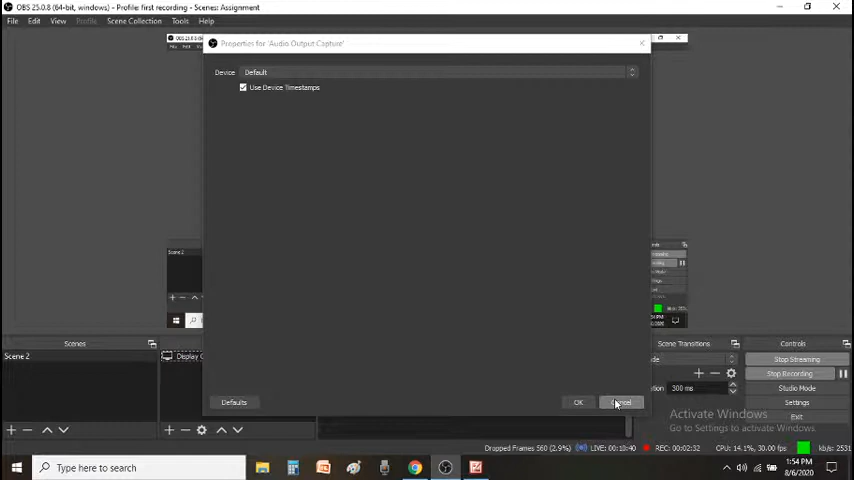 OBS 25.0.8 (64-bit, windows) - Profile: first recording - Scenes: Assignment
File Edit View Profile Scene Collection Tools Help
Properties for 'Audio Output Capture'
Device Default
Use Device Timestamps
Scene 2
Defaults OK Cancel
Scenes
Scene Transitions
Controls
Scene 2
Display
Stop Streaming
Stop Recording
300 ms
Studio Mode
Settings
Exit
Activate Windows
Go to Settings to activate Windows.
Dropped Frames 560 (2.9%) LIVE: 00:10:40 REC: 00:02:32 CPU: 14.1%, 30.00 fps kb/s: 2531
Type here to search
1:54 PM
8/6/2020